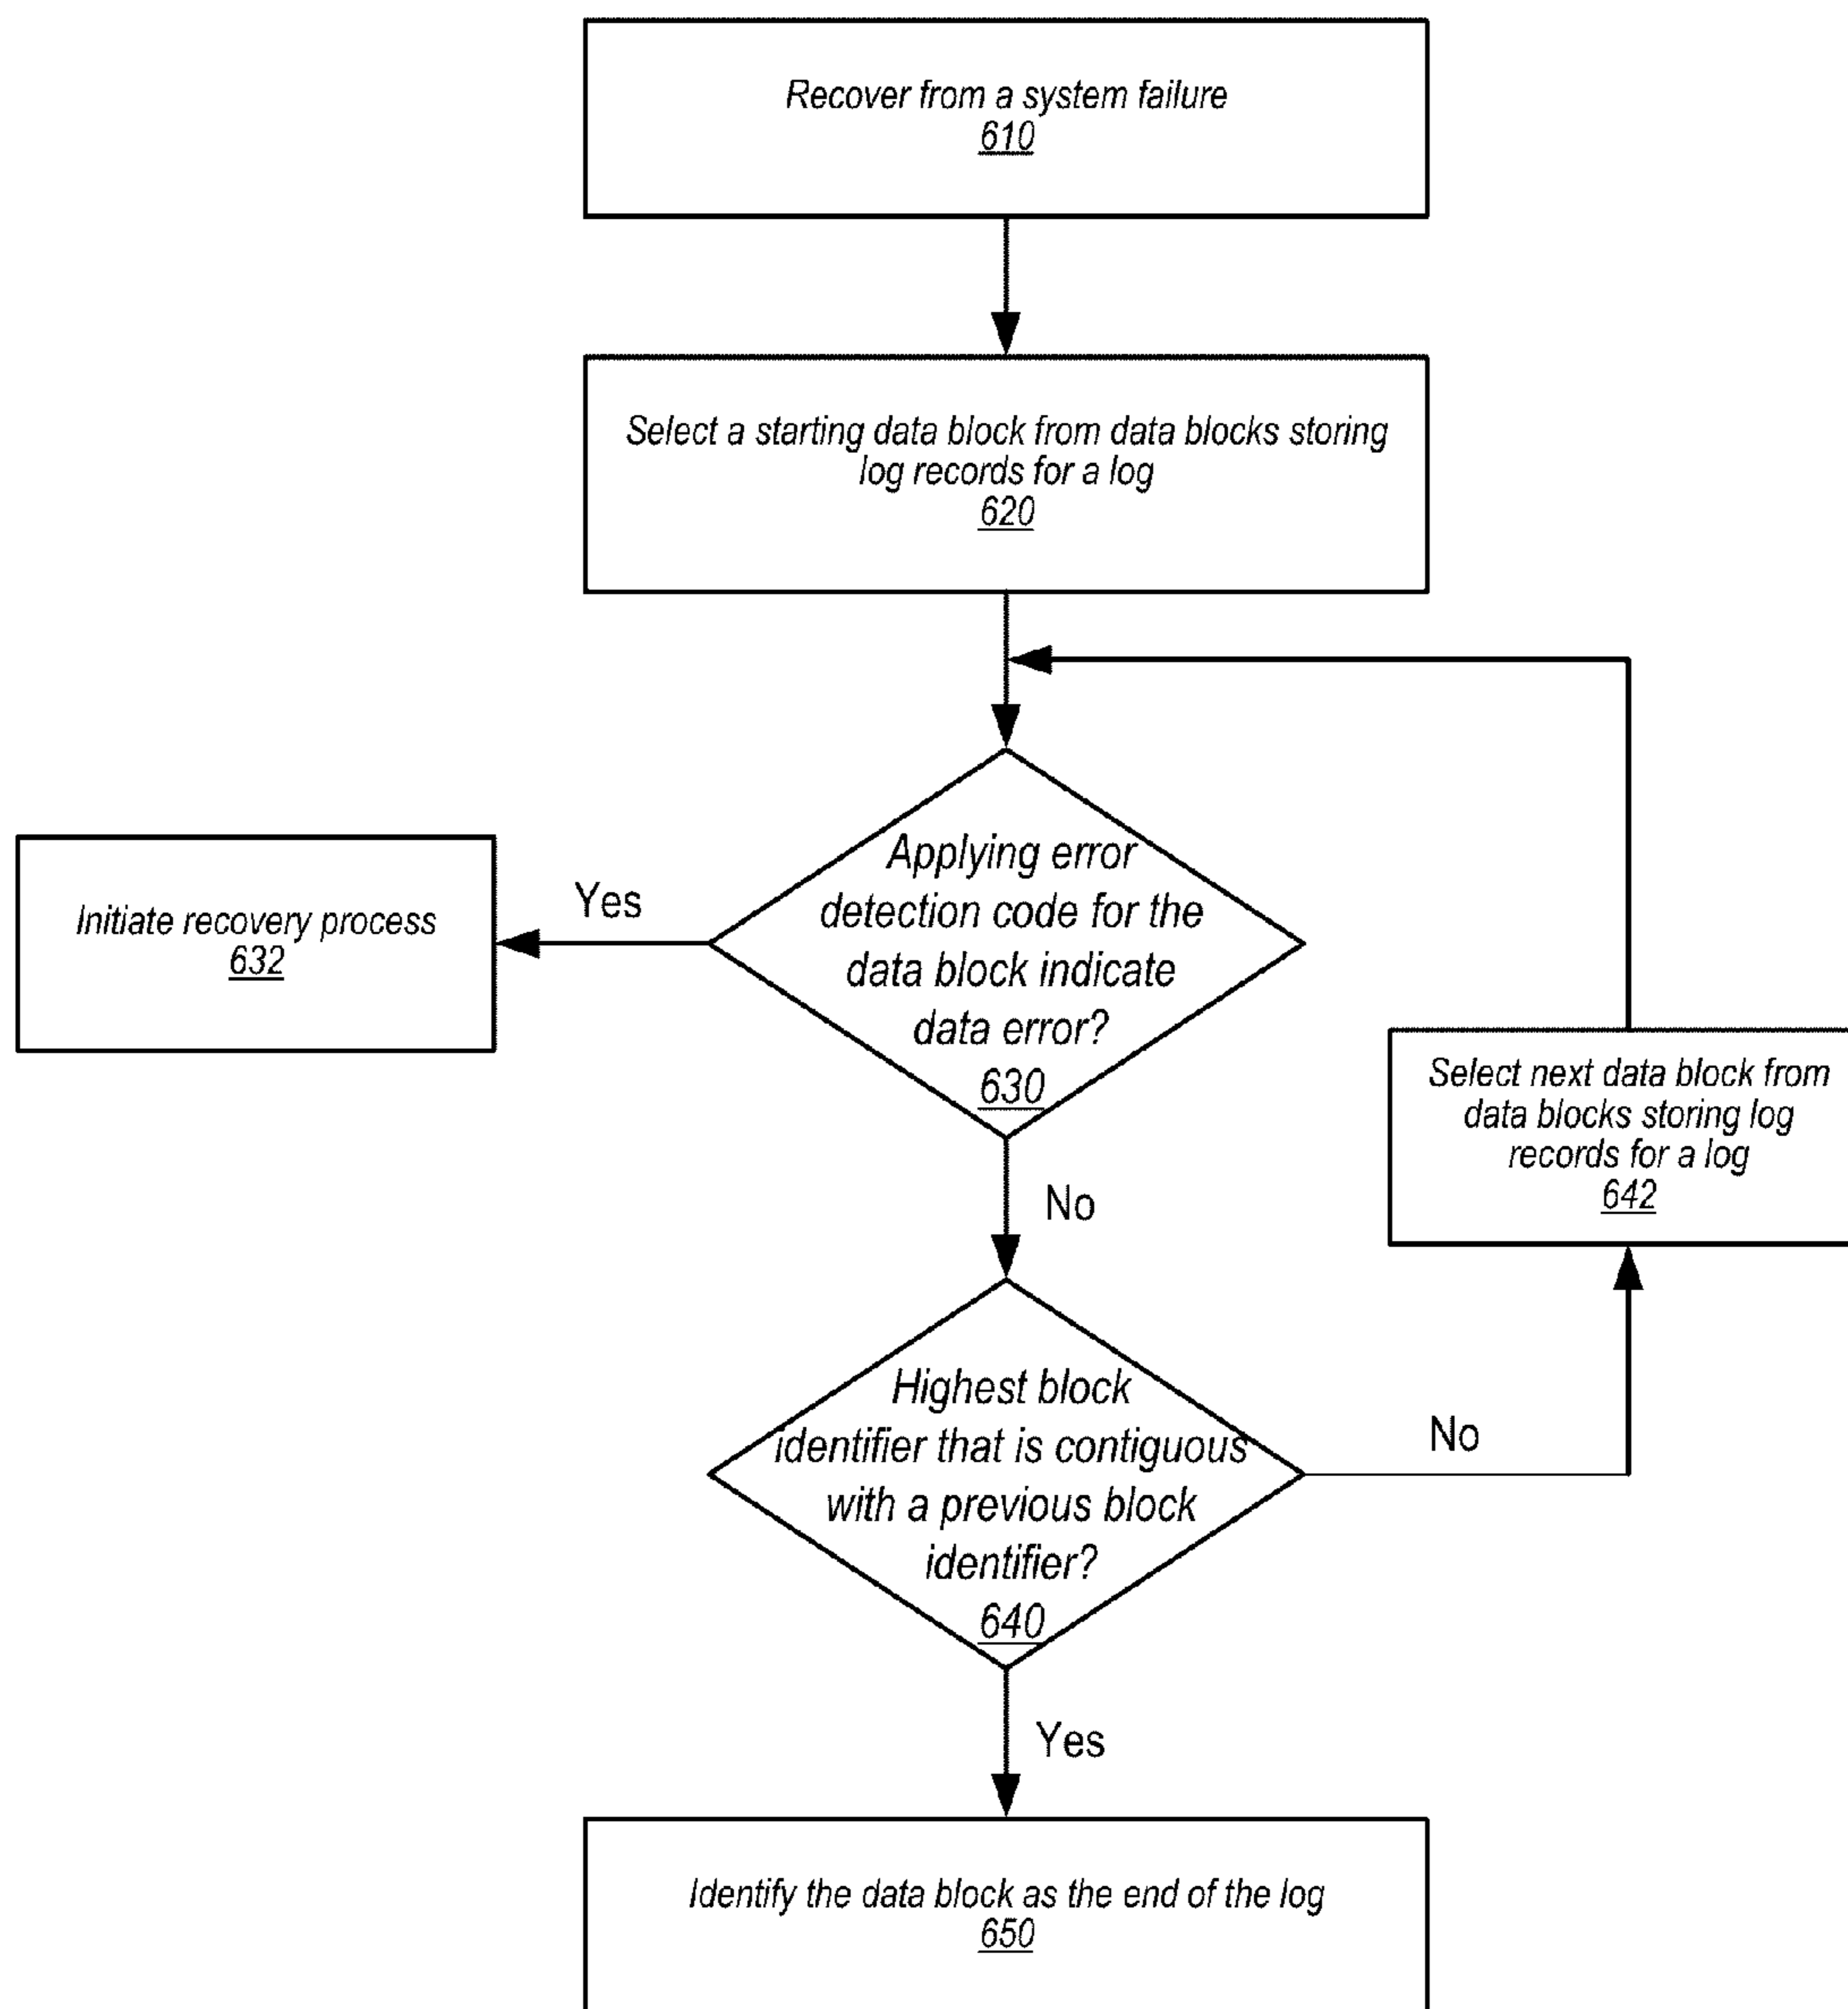 Recover from a system failure
610
Select a starting data block from data blocks storing
log records for a log
620
Applying error
detection code for the
data block indicate
data error?
630
Yes
Initiate recovery process
632
No
Select next data block from
data blocks storing log
records for a log
642
Highest block
identifier that is contiguous
with a previous block
identifier?
640
No
Yes
Identify the data block as the end of the log
650